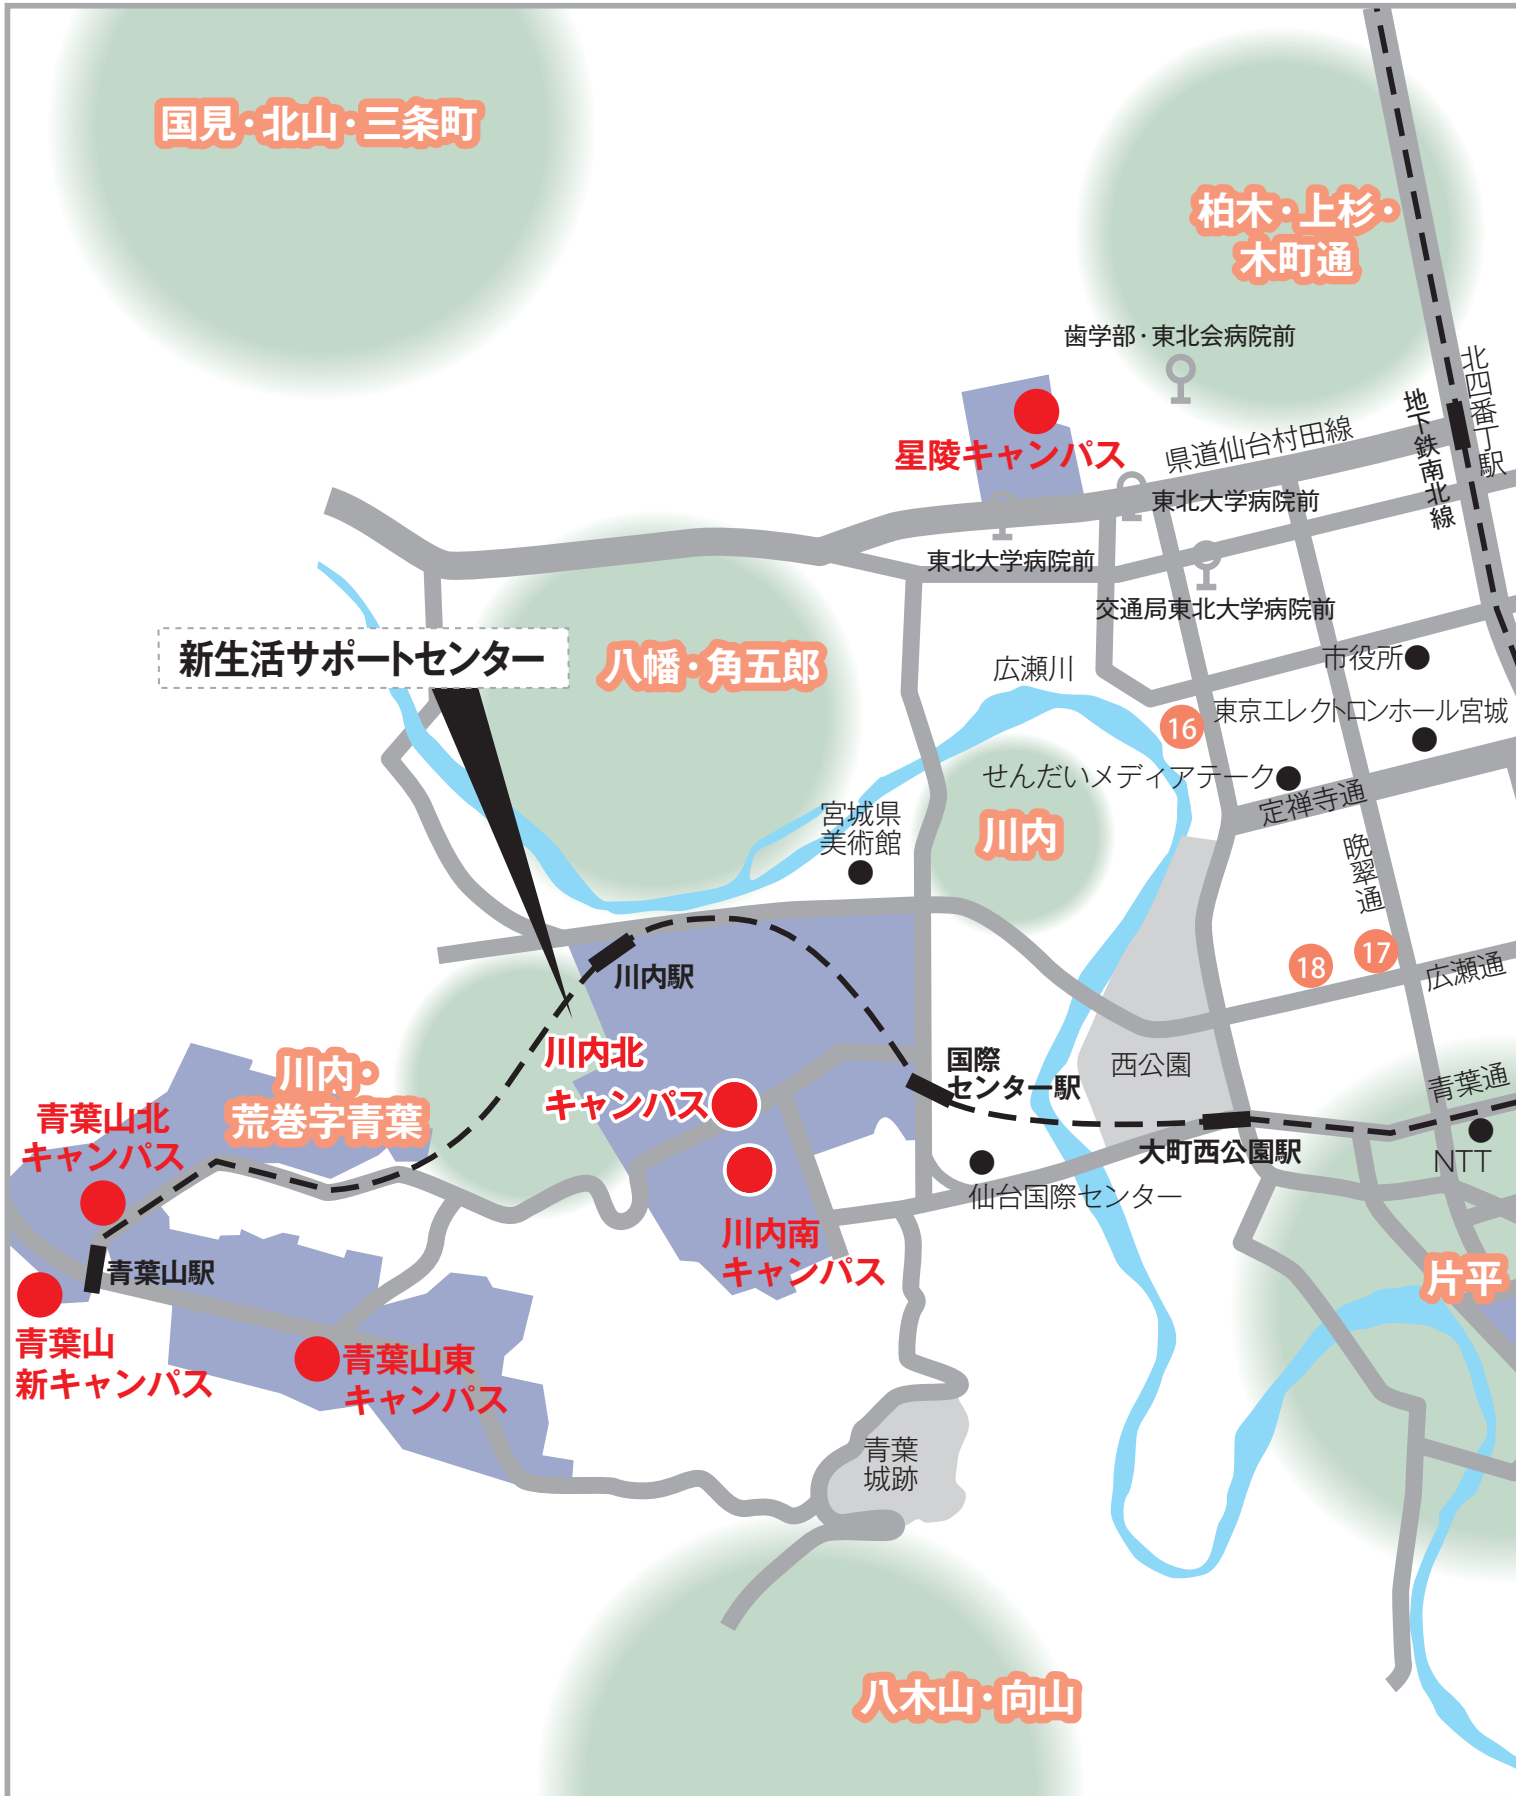 国見・北山・三条町
柏木・上杉・
木町通
歯学部・東北会病院前
北四番丁駅
地下鉄南北線
星陵キャンパス
県道仙台村田線
東北大学病院前
東北大学病院前
交通局東北大学病院前
新生活サポートセンター
八幡・角五郎
広瀬川
市役所
16
東京エレクトロンホール宮城
せんだいメディアテーク
定禅寺通
宮城県
美術館
川内
晩翠通
17
18
広瀬通
川内駅
川内北
キャンパス
国際
センター駅
西公園
青葉通
川内・
荒巻字青葉
青葉山北
キャンパス
大町西公園駅
NTT
仙台国際センター
川内南
キャンパス
青葉山駅
片平
青葉山
新キャンパス
青葉山東
キャンパス
青葉
城跡
八木山・向山